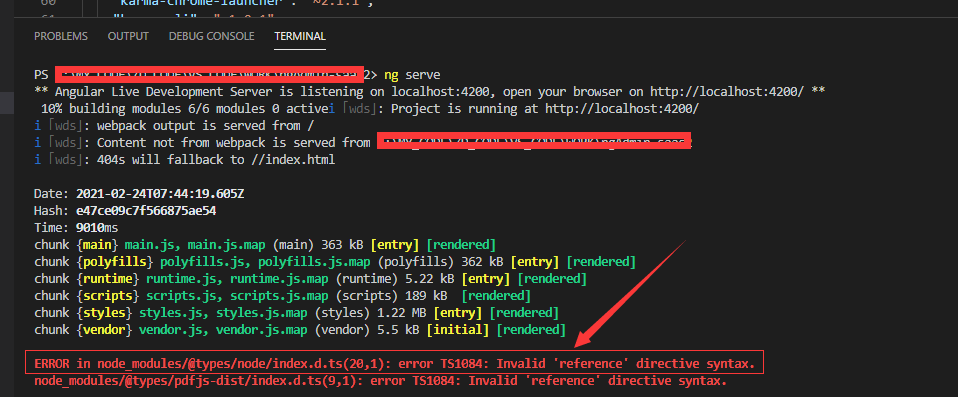 60 "karma-chrome-launcher": "~2.1.1",
61
PROBLEMS OUTPUT DEBUG CONSOLE TERMINAL
PS 2> ng serve
** Angular Live Development Server is listening on localhost:4200, open your browser on http://localhost:4200/ **
10% building modules 6/6 modules 0 activei ｢wds｣: Project is running at http://localhost:4200/
i ｢wds｣: webpack output is served from /
i ｢wds｣: Content not from webpack is served from
i ｢wds｣: 404s will fallback to //index.html
Date: 2021-02-24T07:44:19.605Z
Hash: e47ce09c7f566875ae54
Time: 9010ms
chunk {main} main.js, main.js.map (main) 363 kB [entry] [rendered]
chunk {polyfills} polyfills.js, polyfills.js.map (polyfills) 362 kB [entry] [rendered]
chunk {runtime} runtime.js, runtime.js.map (runtime) 5.22 kB [entry] [rendered]
chunk {scripts} scripts.js, scripts.js.map (scripts) 189 kB  [rendered]
chunk {styles} styles.js, styles.js.map (styles) 1.22 MB [entry] [rendered]
chunk {vendor} vendor.js, vendor.js.map (vendor) 5.5 kB [initial] [rendered]
ERROR in node_modules/@types/node/index.d.ts(20,1): error TS1084: Invalid 'reference' directive syntax.
node_modules/@types/pdfjs-dist/index.d.ts(9,1): error TS1084: Invalid 'reference' directive syntax.